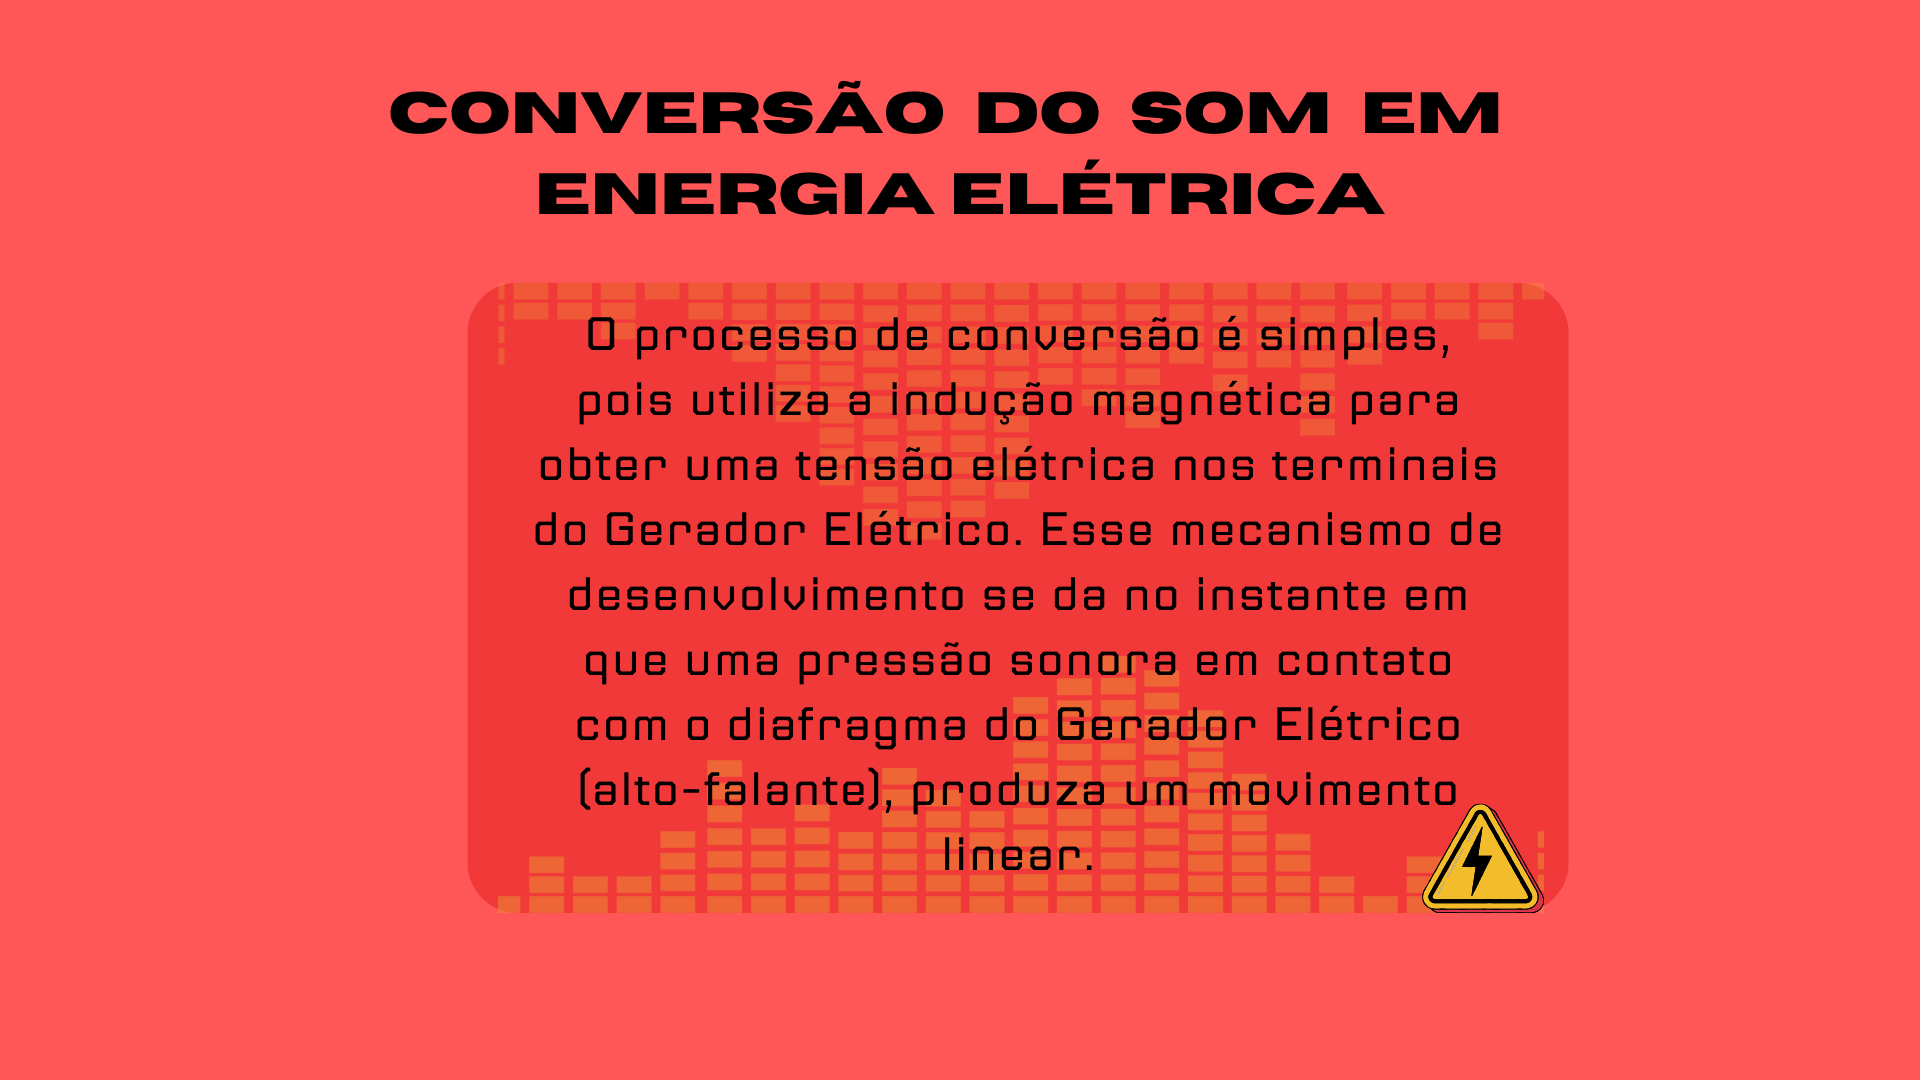 CONVERSÃO DO SOM EM
ENERGIA ELÉTRICA
O processo de conversão é simples,
pois utiliza a indução magnética para
obter uma tensão elétrica nos terminais
do Gerador Elétrico. Esse mecanismo de
desenvolvimento se da no instante em
que uma pressão sonora em contato
com o diafragma do Gerador Elétrico
(alto-falante), produza um movimento
linear.